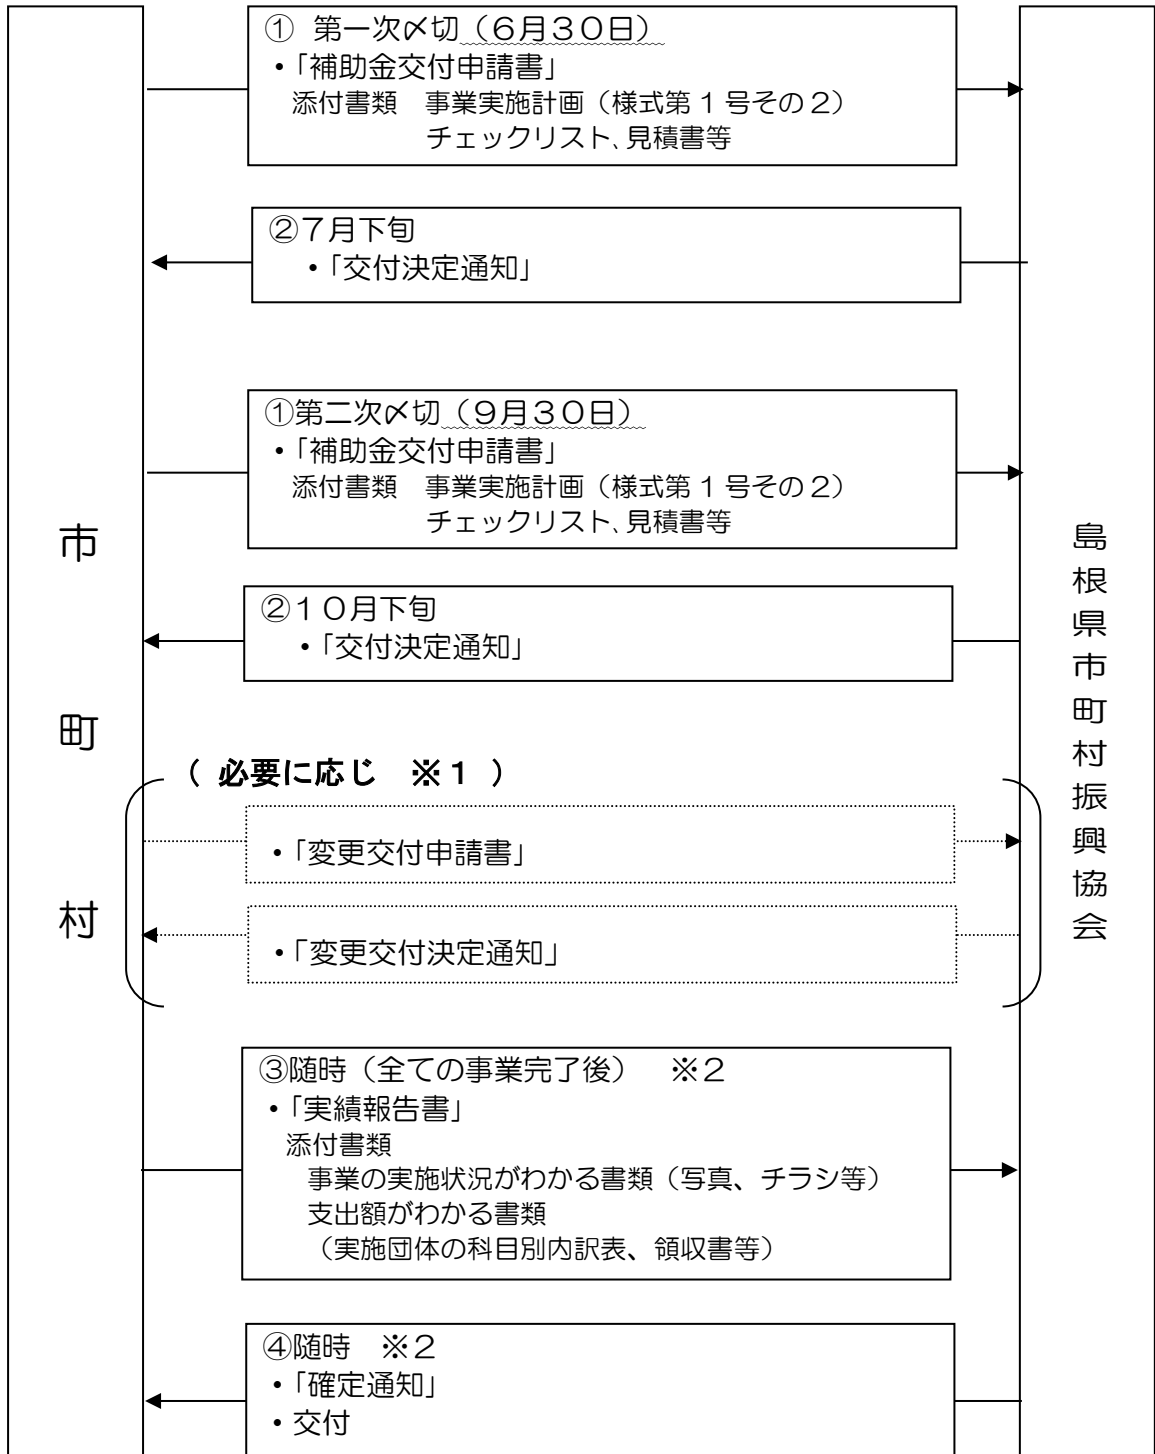 ① 第一次〆切（6月30日）
・「補助金交付申請書」
添付書類　事業実施計画（様式第１号その２）
チェックリスト、見積書等
②７月下旬
・「交付決定通知」
①第二次〆切（9月30日）
・「補助金交付申請書」
添付書類　事業実施計画（様式第１号その２）
チェックリスト、見積書等
②１０月下旬
・「交付決定通知」
市町村
島根県市町村振興協会
（ 必要に応じ　※１ ）
・「変更交付申請書」
・「変更交付決定通知」
③随時（全ての事業完了後）　※２
・「実績報告書」
添付書類
事業の実施状況がわかる書類（写真、チラシ等）
支出額がわかる書類
（実施団体の科目別内訳表、領収書等）
④随時　※２
・「確定通知」
・交付